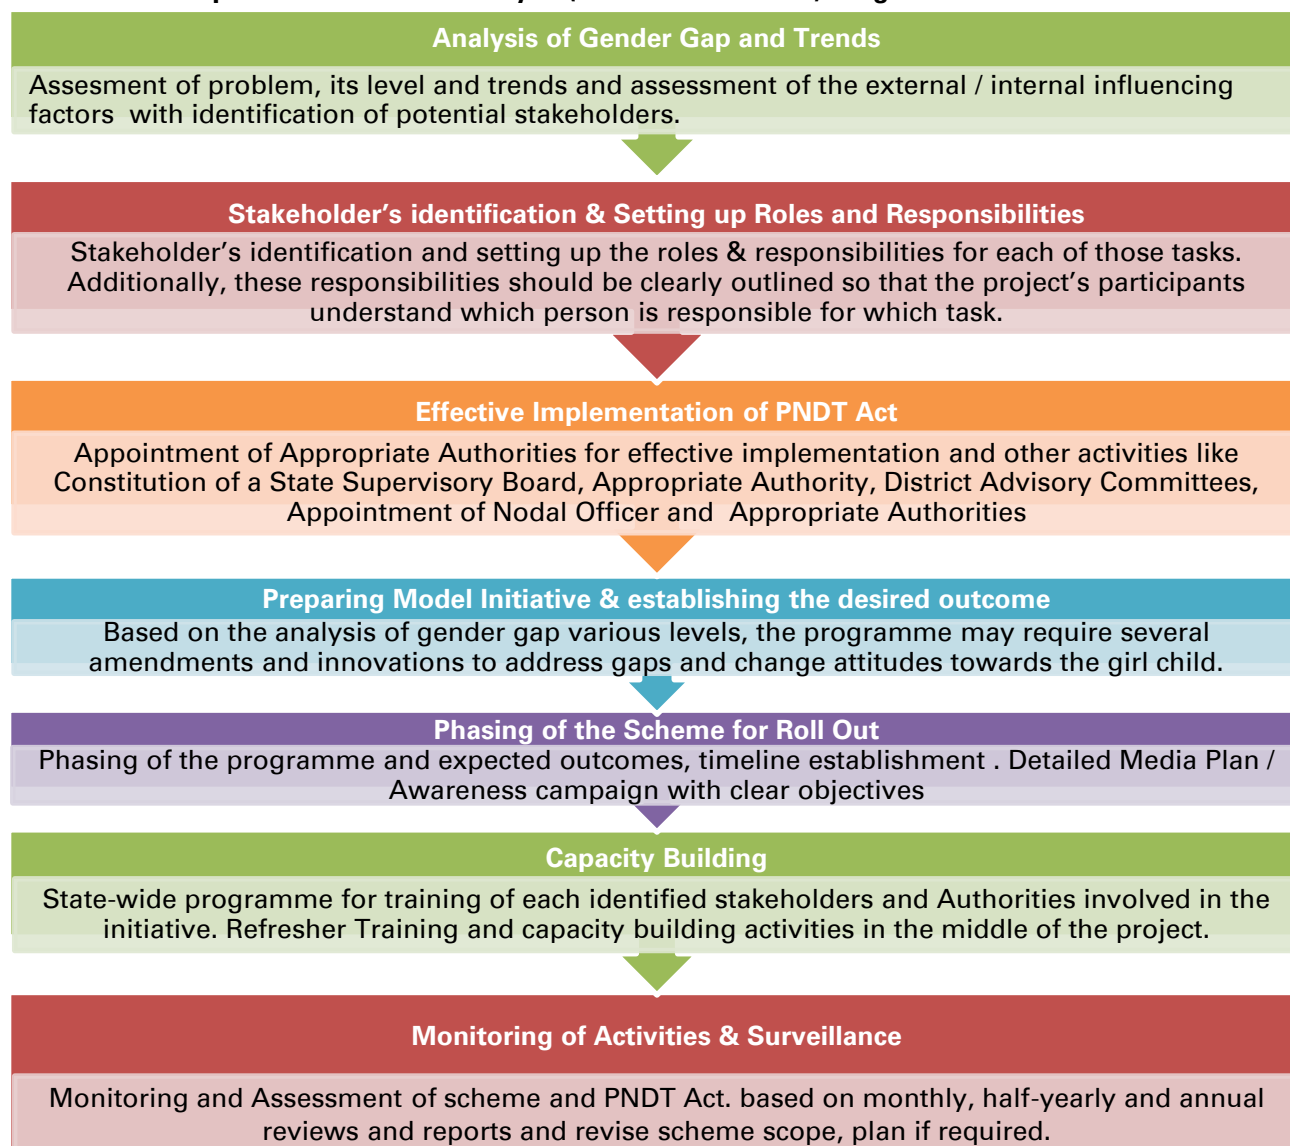 Analysis of Gender Gap and Trends
Assesment of problem, its level and trends and assessment of the external / internal influencing
factors with identification of potential stakeholders.
Stakeholder’s identification & Setting up Roles and Responsibilities
Stakeholder’s identification and setting up the roles & responsibilities for each of those tasks.
Additionally, these responsibilities should be clearly outlined so that the project’s participants
understand which person is responsible for which task.
Effective Implementation of PNDT Act
Appointment of Appropriate Authorities for effective implementation and other activities like
Constitution of a State Supervisory Board, Appropriate Authority, District Advisory Committees,
Appointment of Nodal Officer and Appropriate Authorities
Preparing Model Initiative & establishing the desired outcome
Based on the analysis of gender gap various levels, the programme may require several
amendments and innovations to address gaps and change attitudes towards the girl child.
Phasing of the Scheme for Roll Out
Phasing of the programme and expected outcomes, timeline establishment . Detailed Media Plan /
Awareness campaign with clear objectives
Capacity Building
State-wide programme for training of each identified stakeholders and Authorities involved in the
initiative. Refresher Training and capacity building activities in the middle of the project.
Monitoring of Activities & Surveillance
Monitoring and Assessment of scheme and PNDT Act. based on monthly, half-yearly and annual
reviews and reports and revise scheme scope, plan if required.